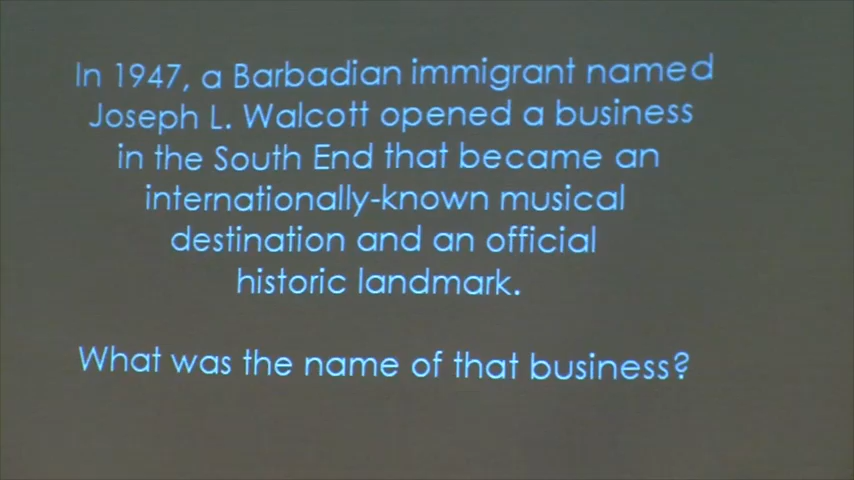 In 1947, a Barbadian immigrant named
Joseph L. Walcott opened a business
in the South End that became an
internationally-known musical
destination and an official
historic landmark.
What was the name of that business?